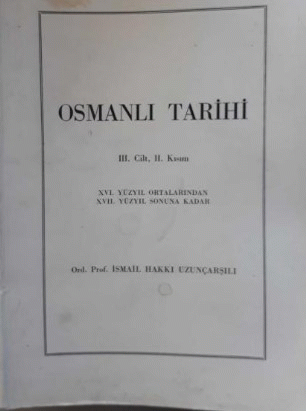 OSMANLI TARİHİ
III. Cilt, II. Kısım
XVI. YÜZYIL ORTALARINDAN
XVII. YÜZYIL SONUNA KADAR
Ord. Prof. İSMAİL HAKKI UZUNÇARŞILI